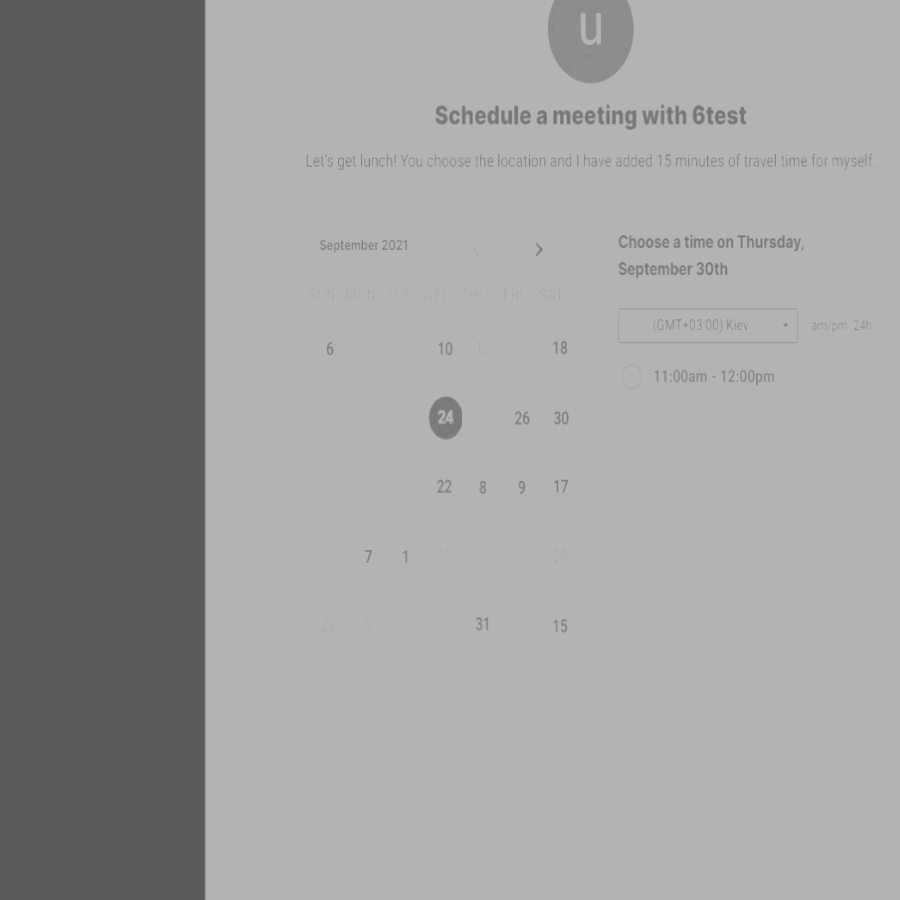 u
Schedule a meeting with 6test
Let's get lunch! You choose the location and I have added 15 minutes of travel time for myself.
September 2021
SUN MON TUE WED THU FRI SAT
6 10 18
24 26 30
22 8 9 17
7 1 12 28
28 5 31 15
Choose a time on Thursday,
September 30th
(GMT+03:00) Kiev
am/pm 24h
11:00am - 12:00pm